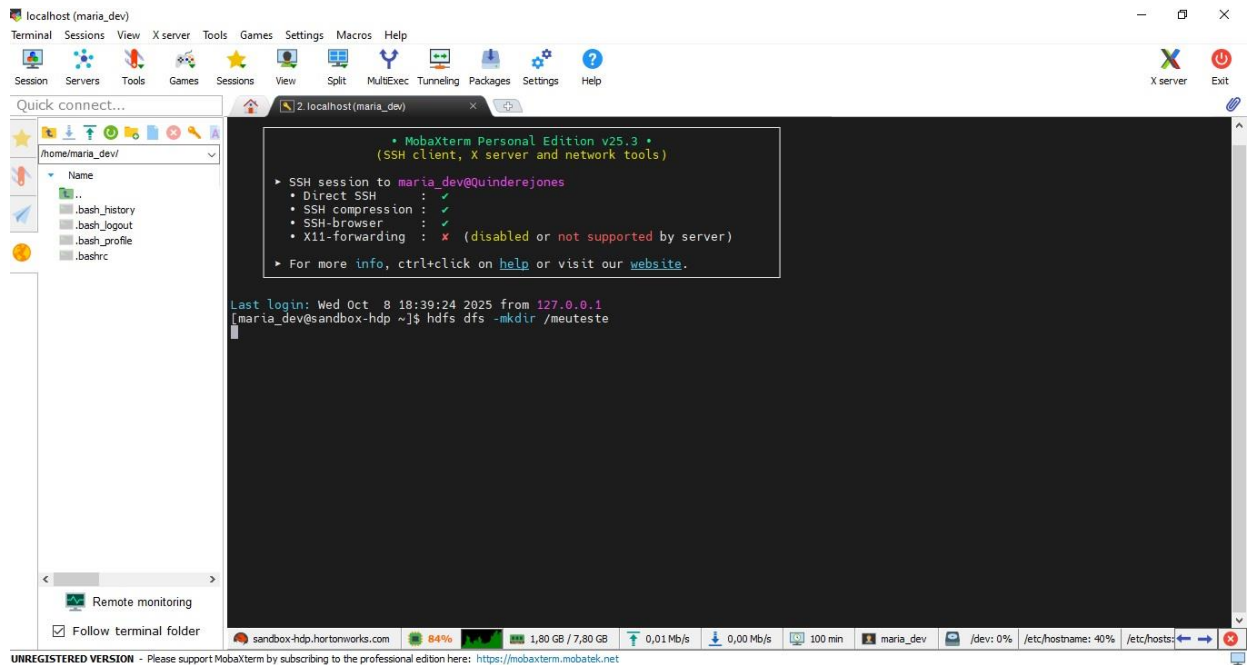 localhost (maria_dev)
Terminal Sessions View X server Tools Games Settings Macros Help
Session Servers Tools Games Sessions View Split MultiExec Tunneling Packages Settings Help X server Exit
Quick connect...
2. localhost (maria_dev)
/home/maria_dev/
Name
..
.bash_history
.bash_logout
.bash_profile
.bashrc
• MobaXterm Personal Edition v25.3 •
(SSH client, X server and network tools)
► SSH session to maria_dev@Quinderejones
• Direct SSH : ✔
• SSH compression : ✔
• SSH-browser : ✔
• X11-forwarding : ✘ (disabled or not supported by server)
► For more info, ctrl+click on help or visit our website.
Last login: Wed Oct 8 18:39:24 2025 from 127.0.0.1
[maria_dev@sandbox-hdp ~]$ hdfs dfs -mkdir /meuteste
Remote monitoring
Follow terminal folder
sandbox-hdp.hortonworks.com 84% 1,80 GB / 7,80 GB 0,01 Mb/s 0,00 Mb/s 100 min maria_dev /dev: 0% /etc/hostname: 40% /etc/hosts:
UNREGISTERED VERSION - Please support MobaXterm by subscribing to the professional edition here: https://mobaxterm.mobatek.net